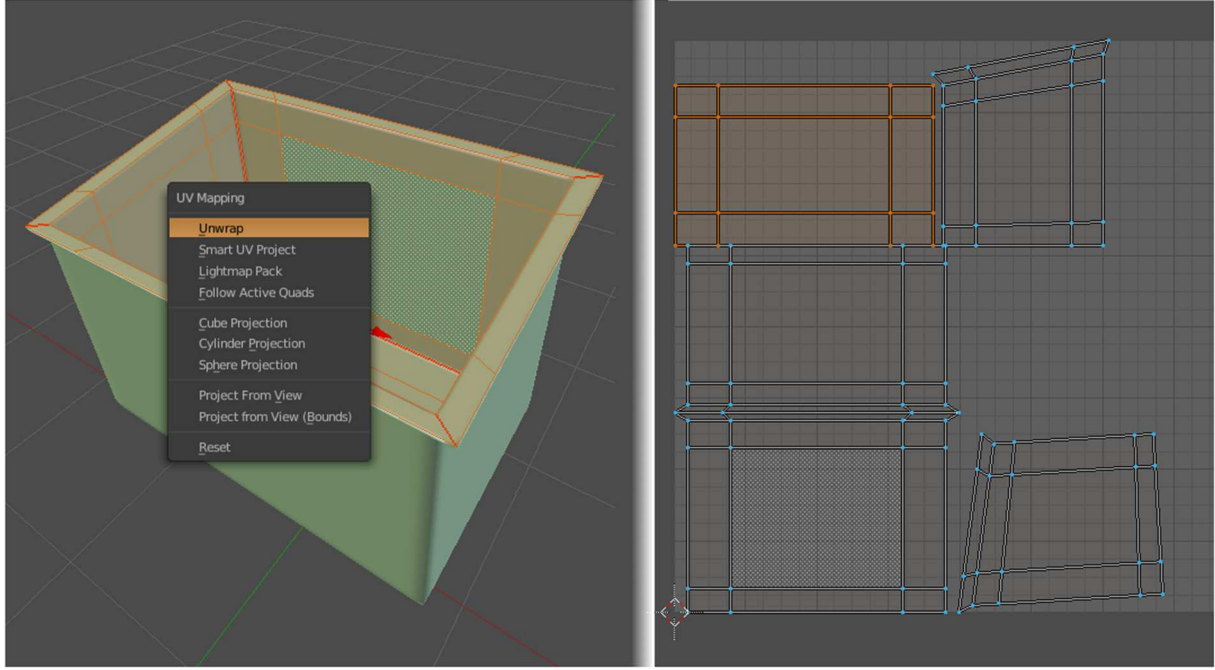 UV Mapping
Unwrap
Smart UV Project
Lightmap Pack
Follow Active Quads
Cube Projection
Cylinder Projection
Sphere Projection
Project From View
Project from View (Bounds)
Reset